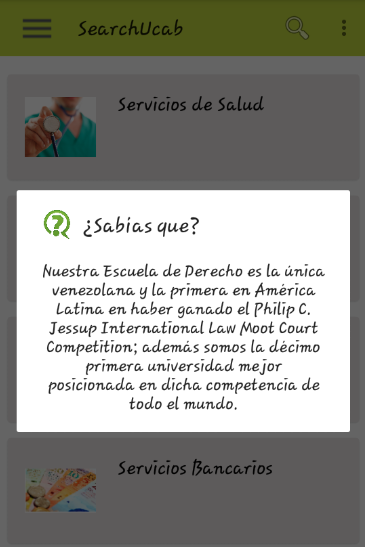 SearchUcab
Servicios de Salud
¿Sabías que?
Nuestra Escuela de Derecho es la única
venezolana y la primera en América
Latina en haber ganado el Philip C.
Jessup International Law Moot Court
Competition; además somos la décimo
primera universidad mejor
posicionada en dicha competencia de
todo el mundo.
Servicios Bancarios